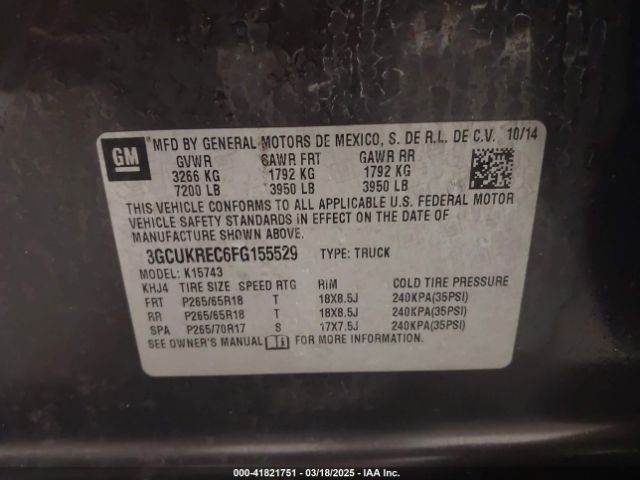 GM
MFD BY GENERAL MOTORS DE MEXICO, S. DE R.L. DE C.V. 10/14
GVWR GAWR FRT GAWR RR
3266 KG 1792 KG 1792 KG
7200 LB 3950 LB 3950 LB
THIS VEHICLE CONFORMS TO ALL APPLICABLE U.S. FEDERAL MOTOR
VEHICLE SAFETY STANDARDS IN EFFECT ON THE DATE OF
MANUFACTURE SHOWN ABOVE.
3GCUKREC6FG155529 TYPE: TRUCK
MODEL: K15743
KHJ4 TIRE SIZE SPEED RTG RIM COLD TIRE PRESSURE
FRT P265/65R18 T 18X8.5J 240KPA(35PSI)
RR P265/65R18 T 18X8.5J 240KPA(35PSI)
SPA P265/70R17 S 17X7.5J 240KPA(35PSI)
SEE OWNER'S MANUAL FOR MORE INFORMATION.
000-41821751 - 03/18/2025 - IAA Inc.